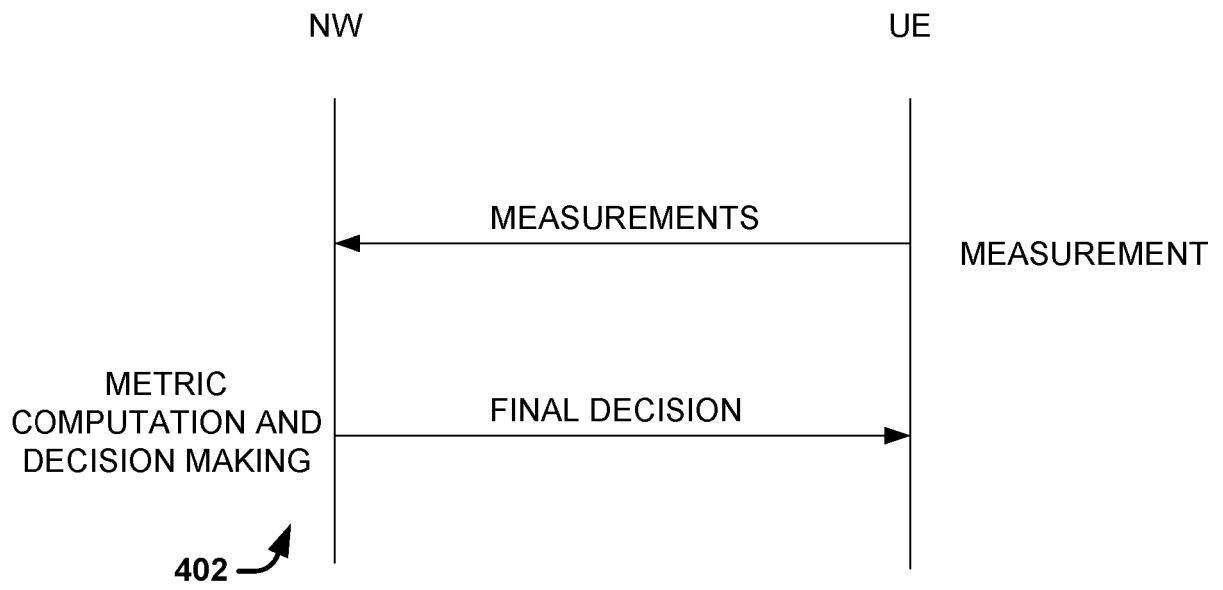 NW
UE
MEASUREMENTS
MEASUREMENT
METRIC
COMPUTATION AND
DECISION MAKING
FINAL DECISION
402